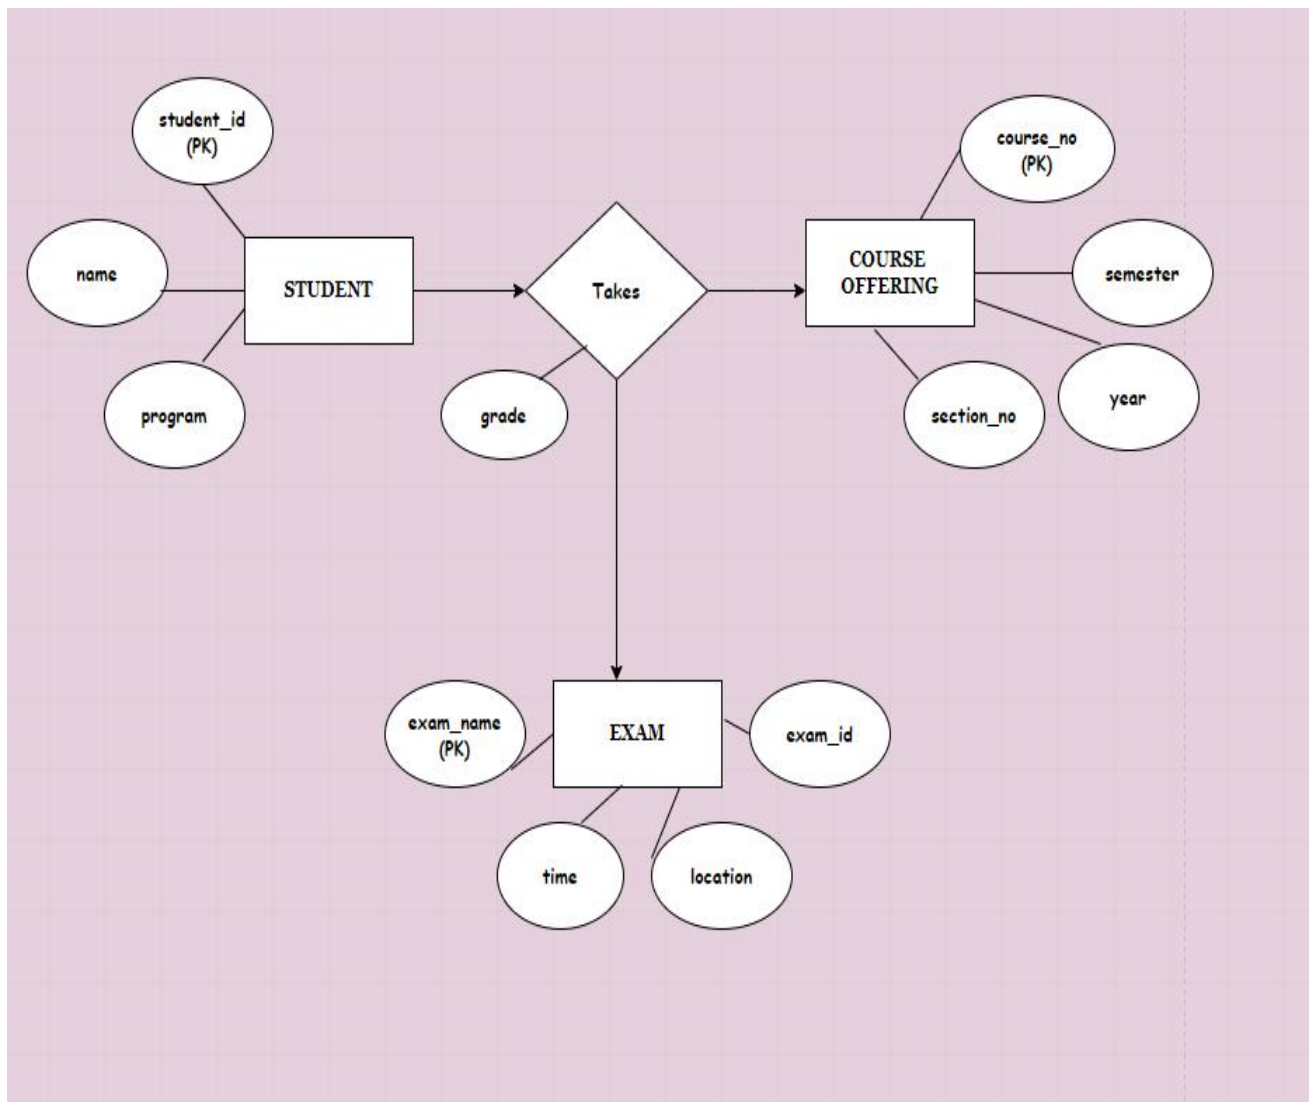 student_id
(PK)
course_no
(PK)
name
STUDENT
Takes
COURSE
OFFERING
semester
program
grade
section_no
year
exam_name
(PK)
EXAM
exam_id
time
location